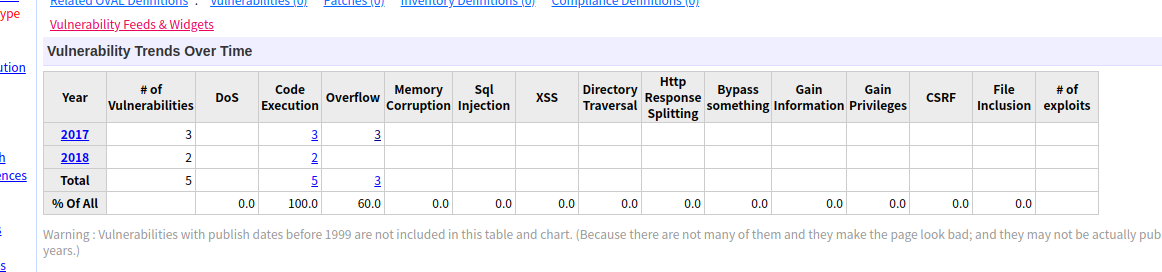 Related OVAL Definitions : Vulnerabilities (0) Patches (0) Inventory Definitions (0) Compliance Definitions (0)
ype
Vulnerability Feeds & Widgets
Vulnerability Trends Over Time
ution
Year # of Vulnerabilities DoS Code Execution Overflow Memory Corruption Sql Injection XSS Directory Traversal Http Response Splitting Bypass something Gain Information Gain Privileges CSRF File Inclusion # of exploits
2017 3 3 3
2018 2 2
h
Total 5 5 3
ences
% Of All 0.0 100.0 60.0 0.0 0.0 0.0 0.0 0.0 0.0 0.0 0.0 0.0 0.0
s
Warning : Vulnerabilities with publish dates before 1999 are not included in this table and chart. (Because there are not many of them and they make the page look bad; and they may not be actually pub
years.)
s